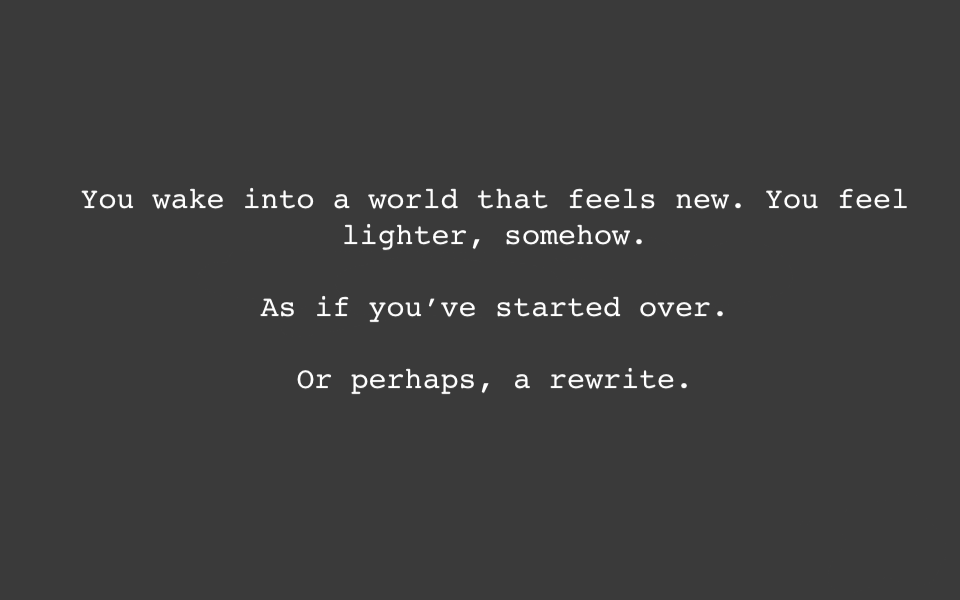 You wake into a world that feels new. You feel
lighter, somehow.
As if you’ve started over.
Or perhaps, a rewrite.